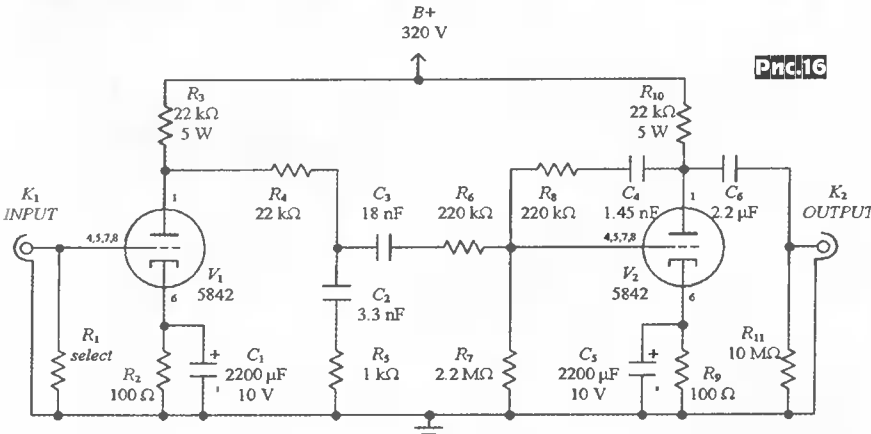 B+
320 V
Рис.16
R3
22 kΩ
5 W
R10
22 kΩ
5 W
K1
INPUT
1
R4
22 kΩ
C3
18 nF
R6
220 kΩ
R8
220 kΩ
C4
1.45 nF
1
C6
2.2 µF
K2
OUTPUT
4,5,7,8
V1
5842
6
C2
3.3 nF
4,5,7,8
V2
5842
6
R1
select
R2
100 Ω
+
C1
2200 µF
10 V
-
R5
1 kΩ
R7
2.2 MΩ
C5
2200 µF
10 V
+
-
R9
100 Ω
R11
10 MΩ